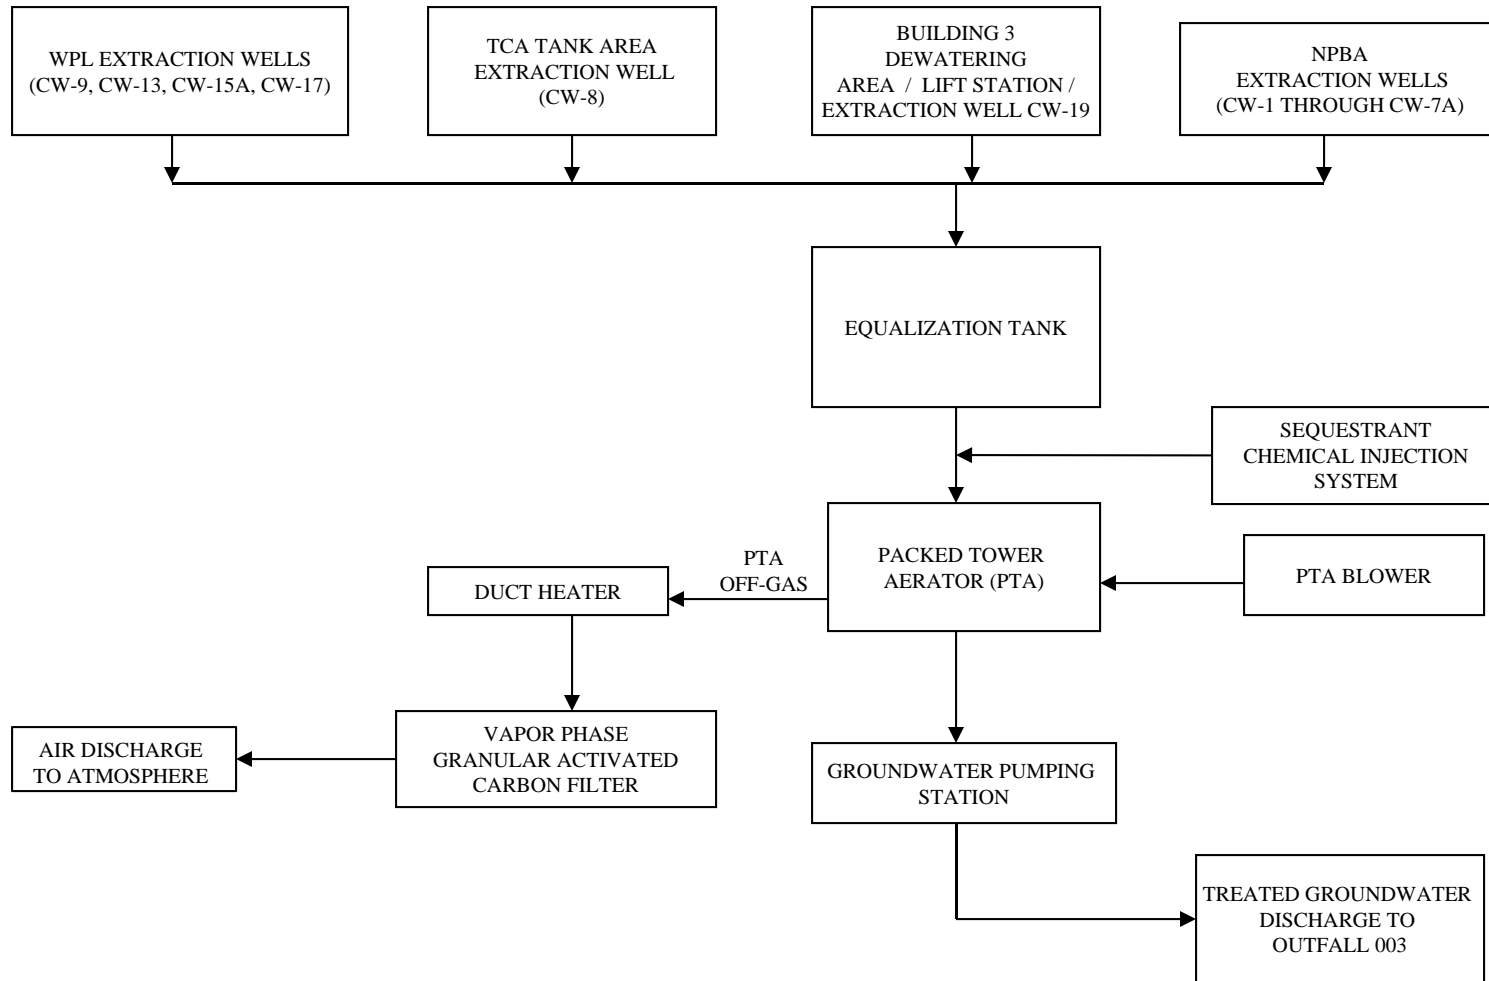 WPL EXTRACTION WELLS
(CW-9, CW-13, CW-15A, CW-17)
TCA TANK AREA
EXTRACTION WELL
(CW-8)
BUILDING 3
DEWATERING
AREA / LIFT STATION /
EXTRACTION WELL CW-19
NPBA
EXTRACTION WELLS
(CW-1 THROUGH CW-7A)
EQUALIZATION TANK
SEQUESTRANT
CHEMICAL INJECTION
SYSTEM
PACKED TOWER
AERATOR (PTA)
PTA BLOWER
PTA
OFF-GAS
DUCT HEATER
VAPOR PHASE
GRANULAR ACTIVATED
CARBON FILTER
AIR DISCHARGE
TO ATMOSPHERE
GROUNDWATER PUMPING
STATION
TREATED GROUNDWATER
DISCHARGE TO
OUTFALL 003